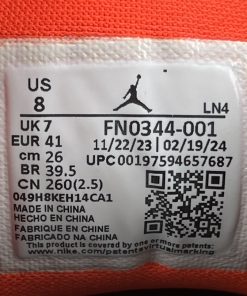 US
8
LN4
UK 7
EUR 41
cm 26
BR 39.5
CN 260(2.5)
FN0344-001
11/22/23 | 02/19/24
UPC 00197594657687
049H8KEH14CA1
MADE IN CHINA
HECHO EN CHINA
FABRIQUE EN CHINE
FABRICADO EN CHINA
This product is covered by one or more patents
www.nike.com/patentsvirtualmarking